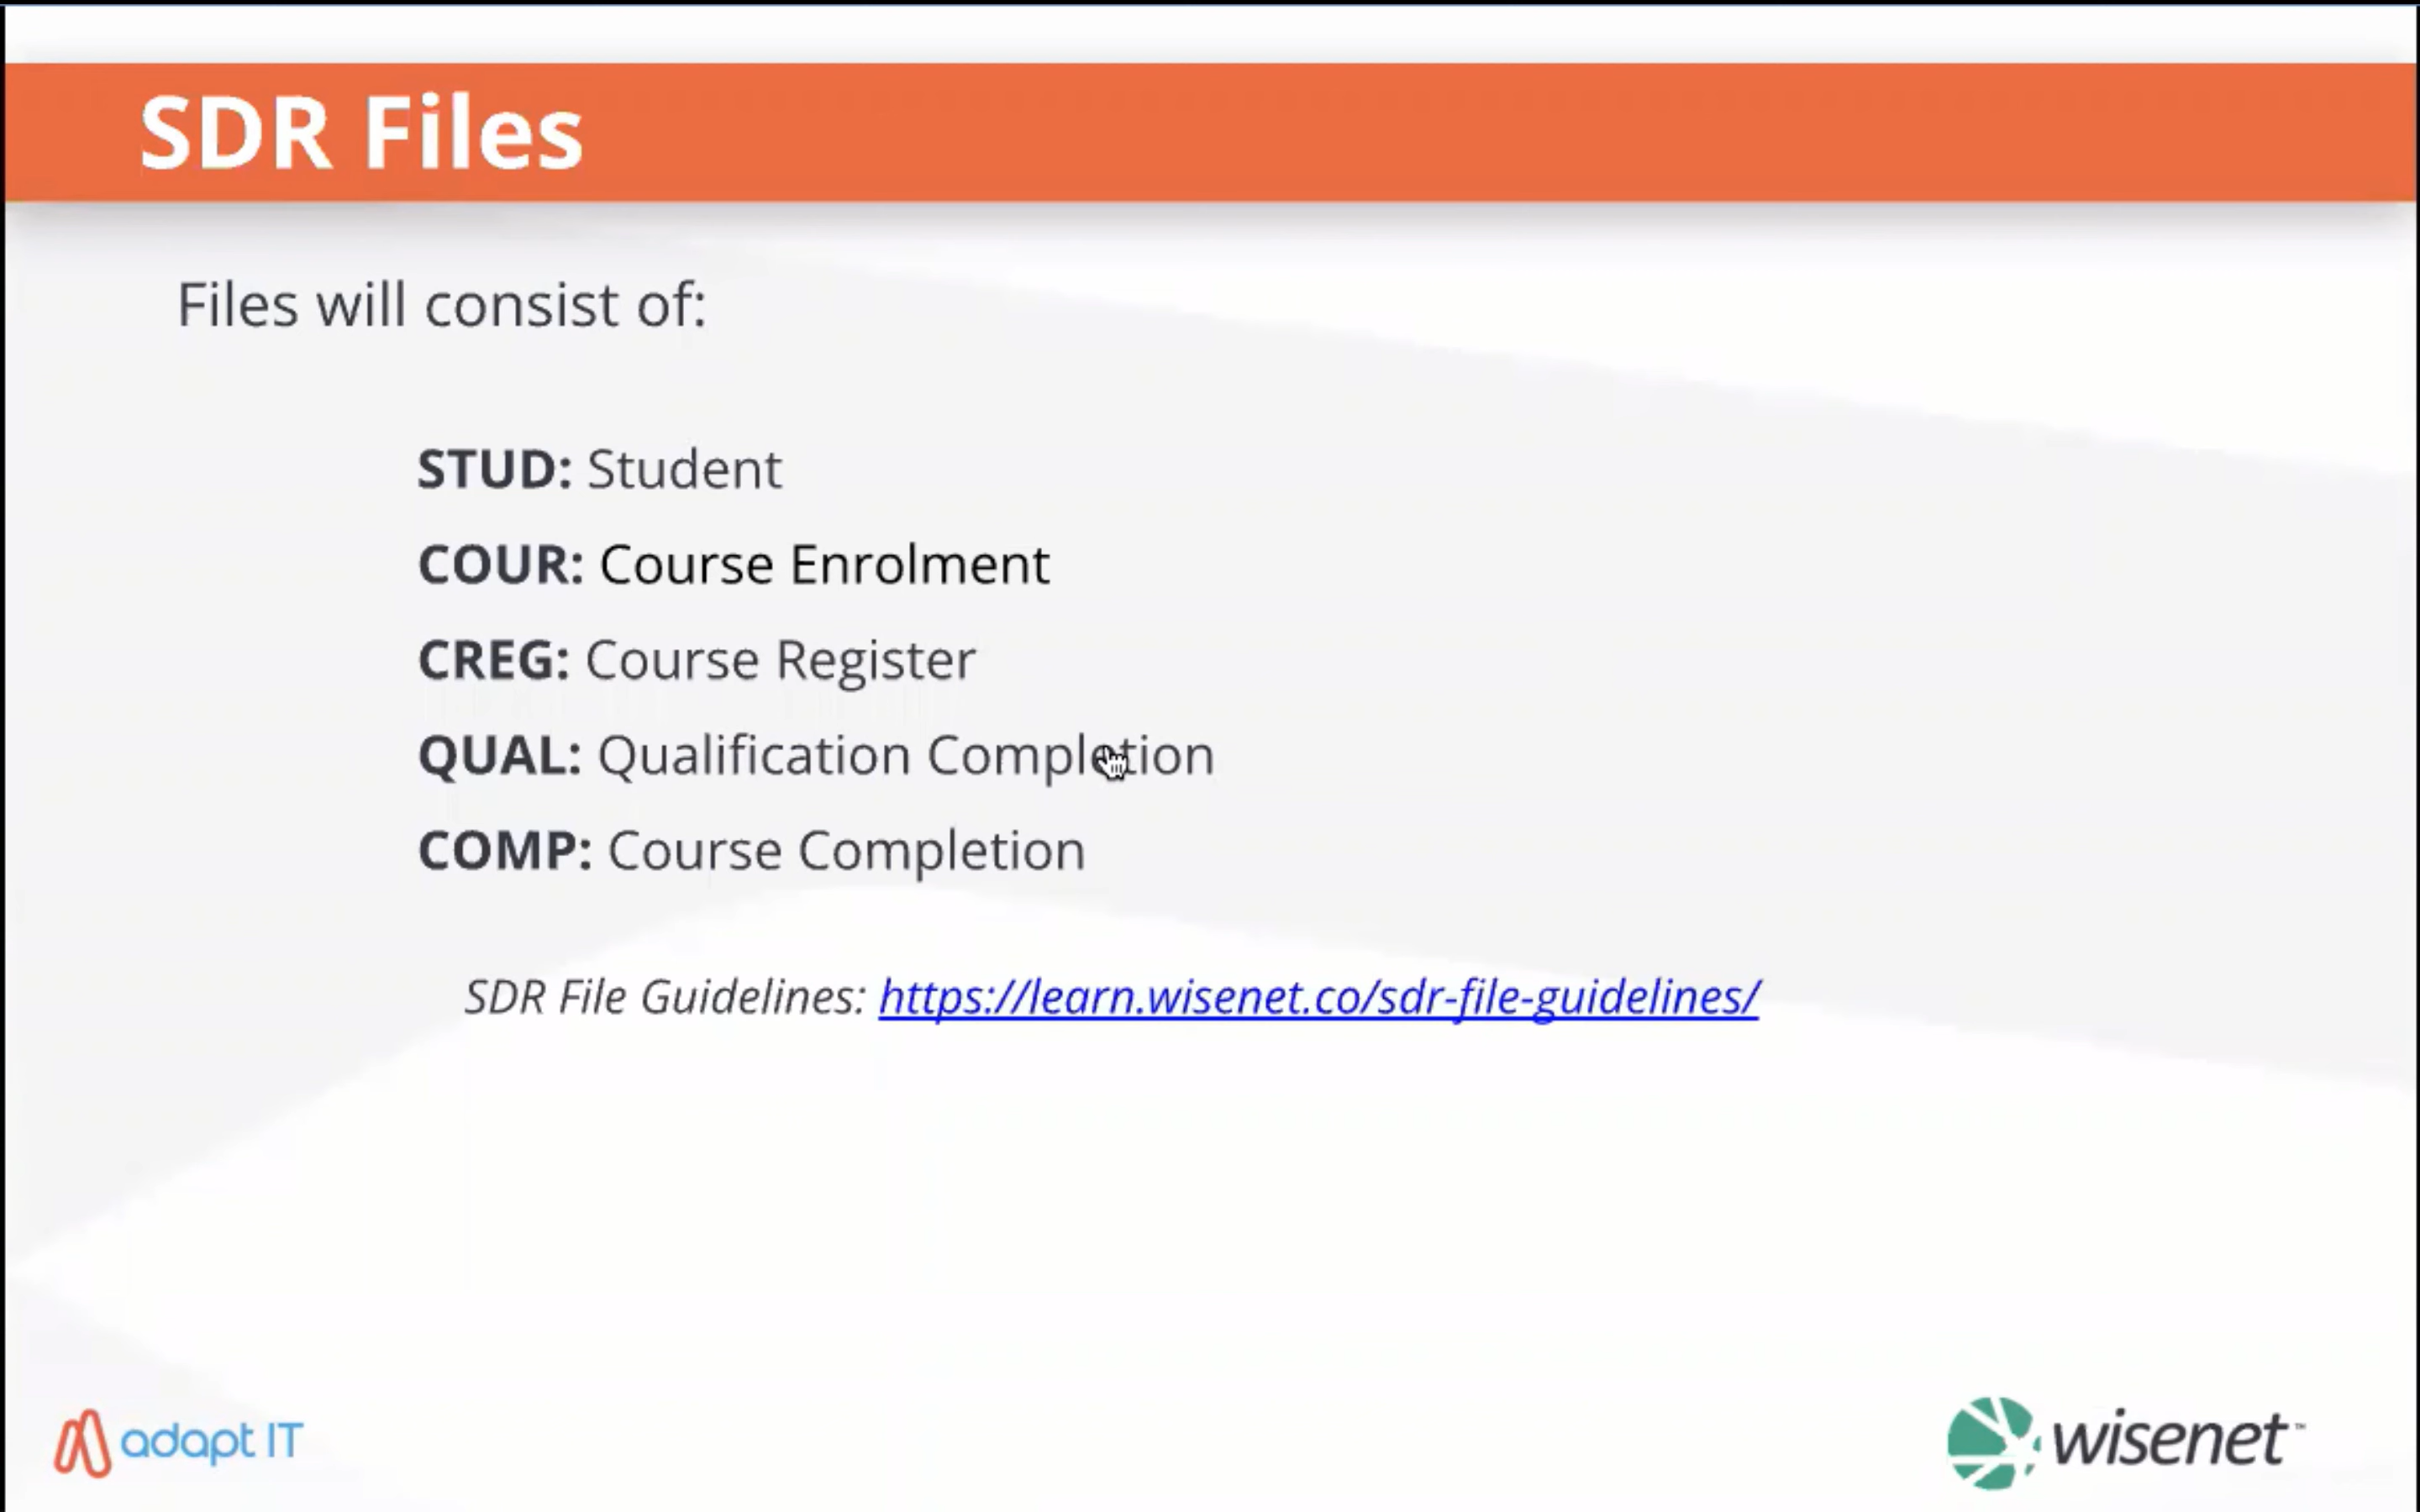 SDR Files
Files will consist of:
STUD: Student
COUR: Course Enrolment
CREG: Course Register
QUAL: Qualification Completion
COMP: Course Completion
SDR File Guidelines: https://learn.wisenet.co/sdr-file-guidelines/
adapt IT
wisenet™